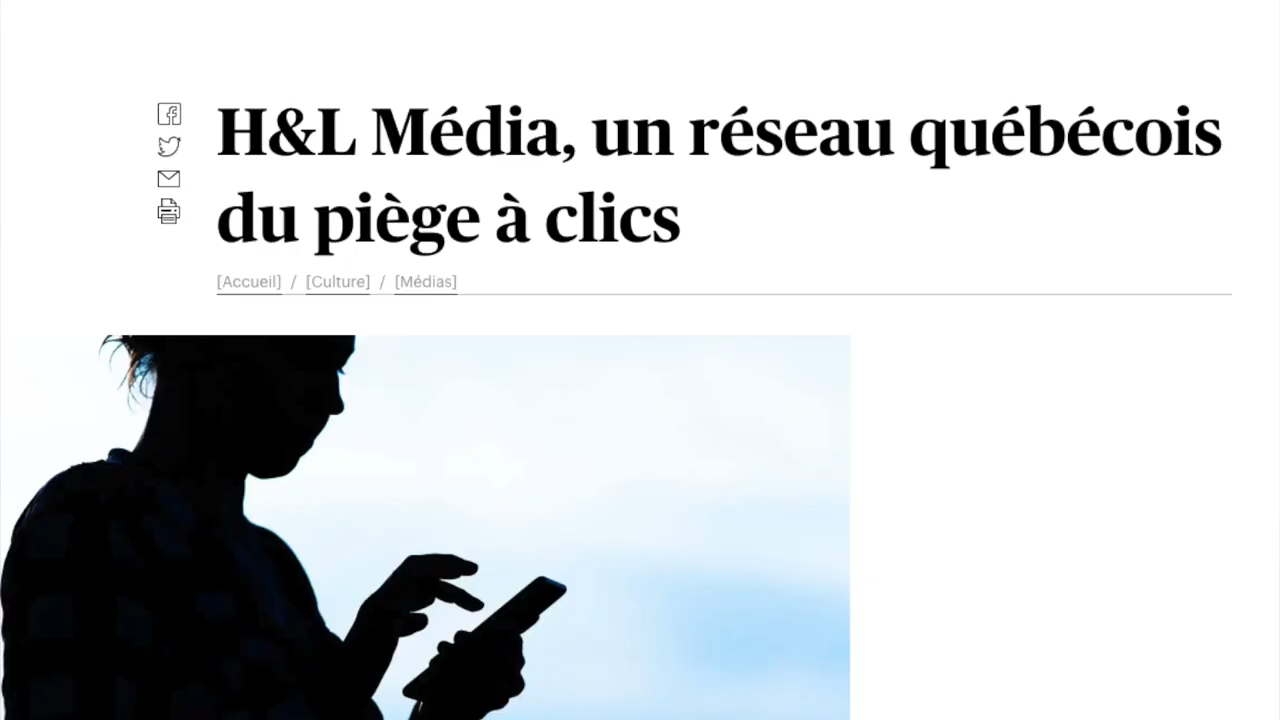 H&L Média, un réseau québécois
du piège à clics
[Accueil] / [Culture] / [Médias]